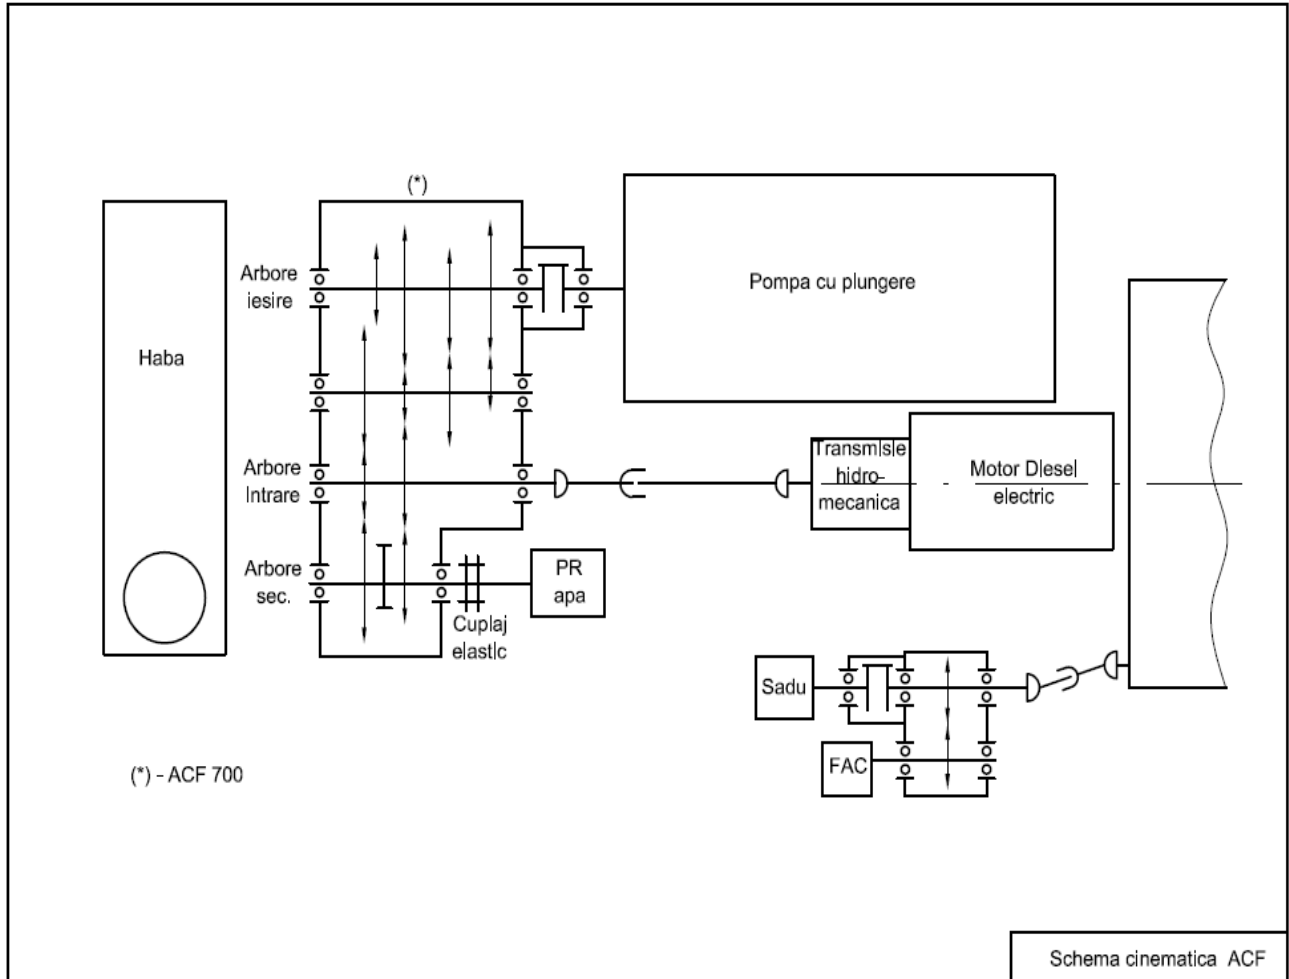 (*)
Arbore
iesire
Pompa cu plungere
Haba
Arbore
Intrare
Transmisie
hidro-
mecanica
Motor Diesel
electric
Arbore
sec.
PR
apa
Cuplaj
elastic
Sadu
FAC
(*) - ACF 700
Schema cinematica ACF